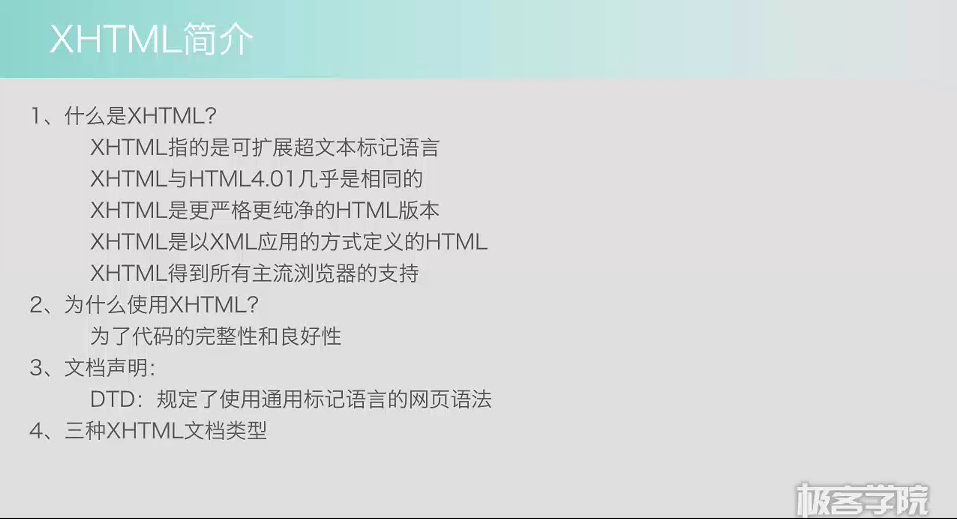 XHTML简介
1、什么是XHTML？
XHTML指的是可扩展超文本标记语言
XHTML与HTML4.01几乎是相同的
XHTML是更严格更纯净的HTML版本
XHTML是以XML应用的方式定义的HTML
XHTML得到所有主流浏览器的支持
2、为什么使用XHTML？
为了代码的完整性和良好性
3、文档声明：
DTD：规定了使用通用标记语言的网页语法
4、三种XHTML文档类型
极客学院